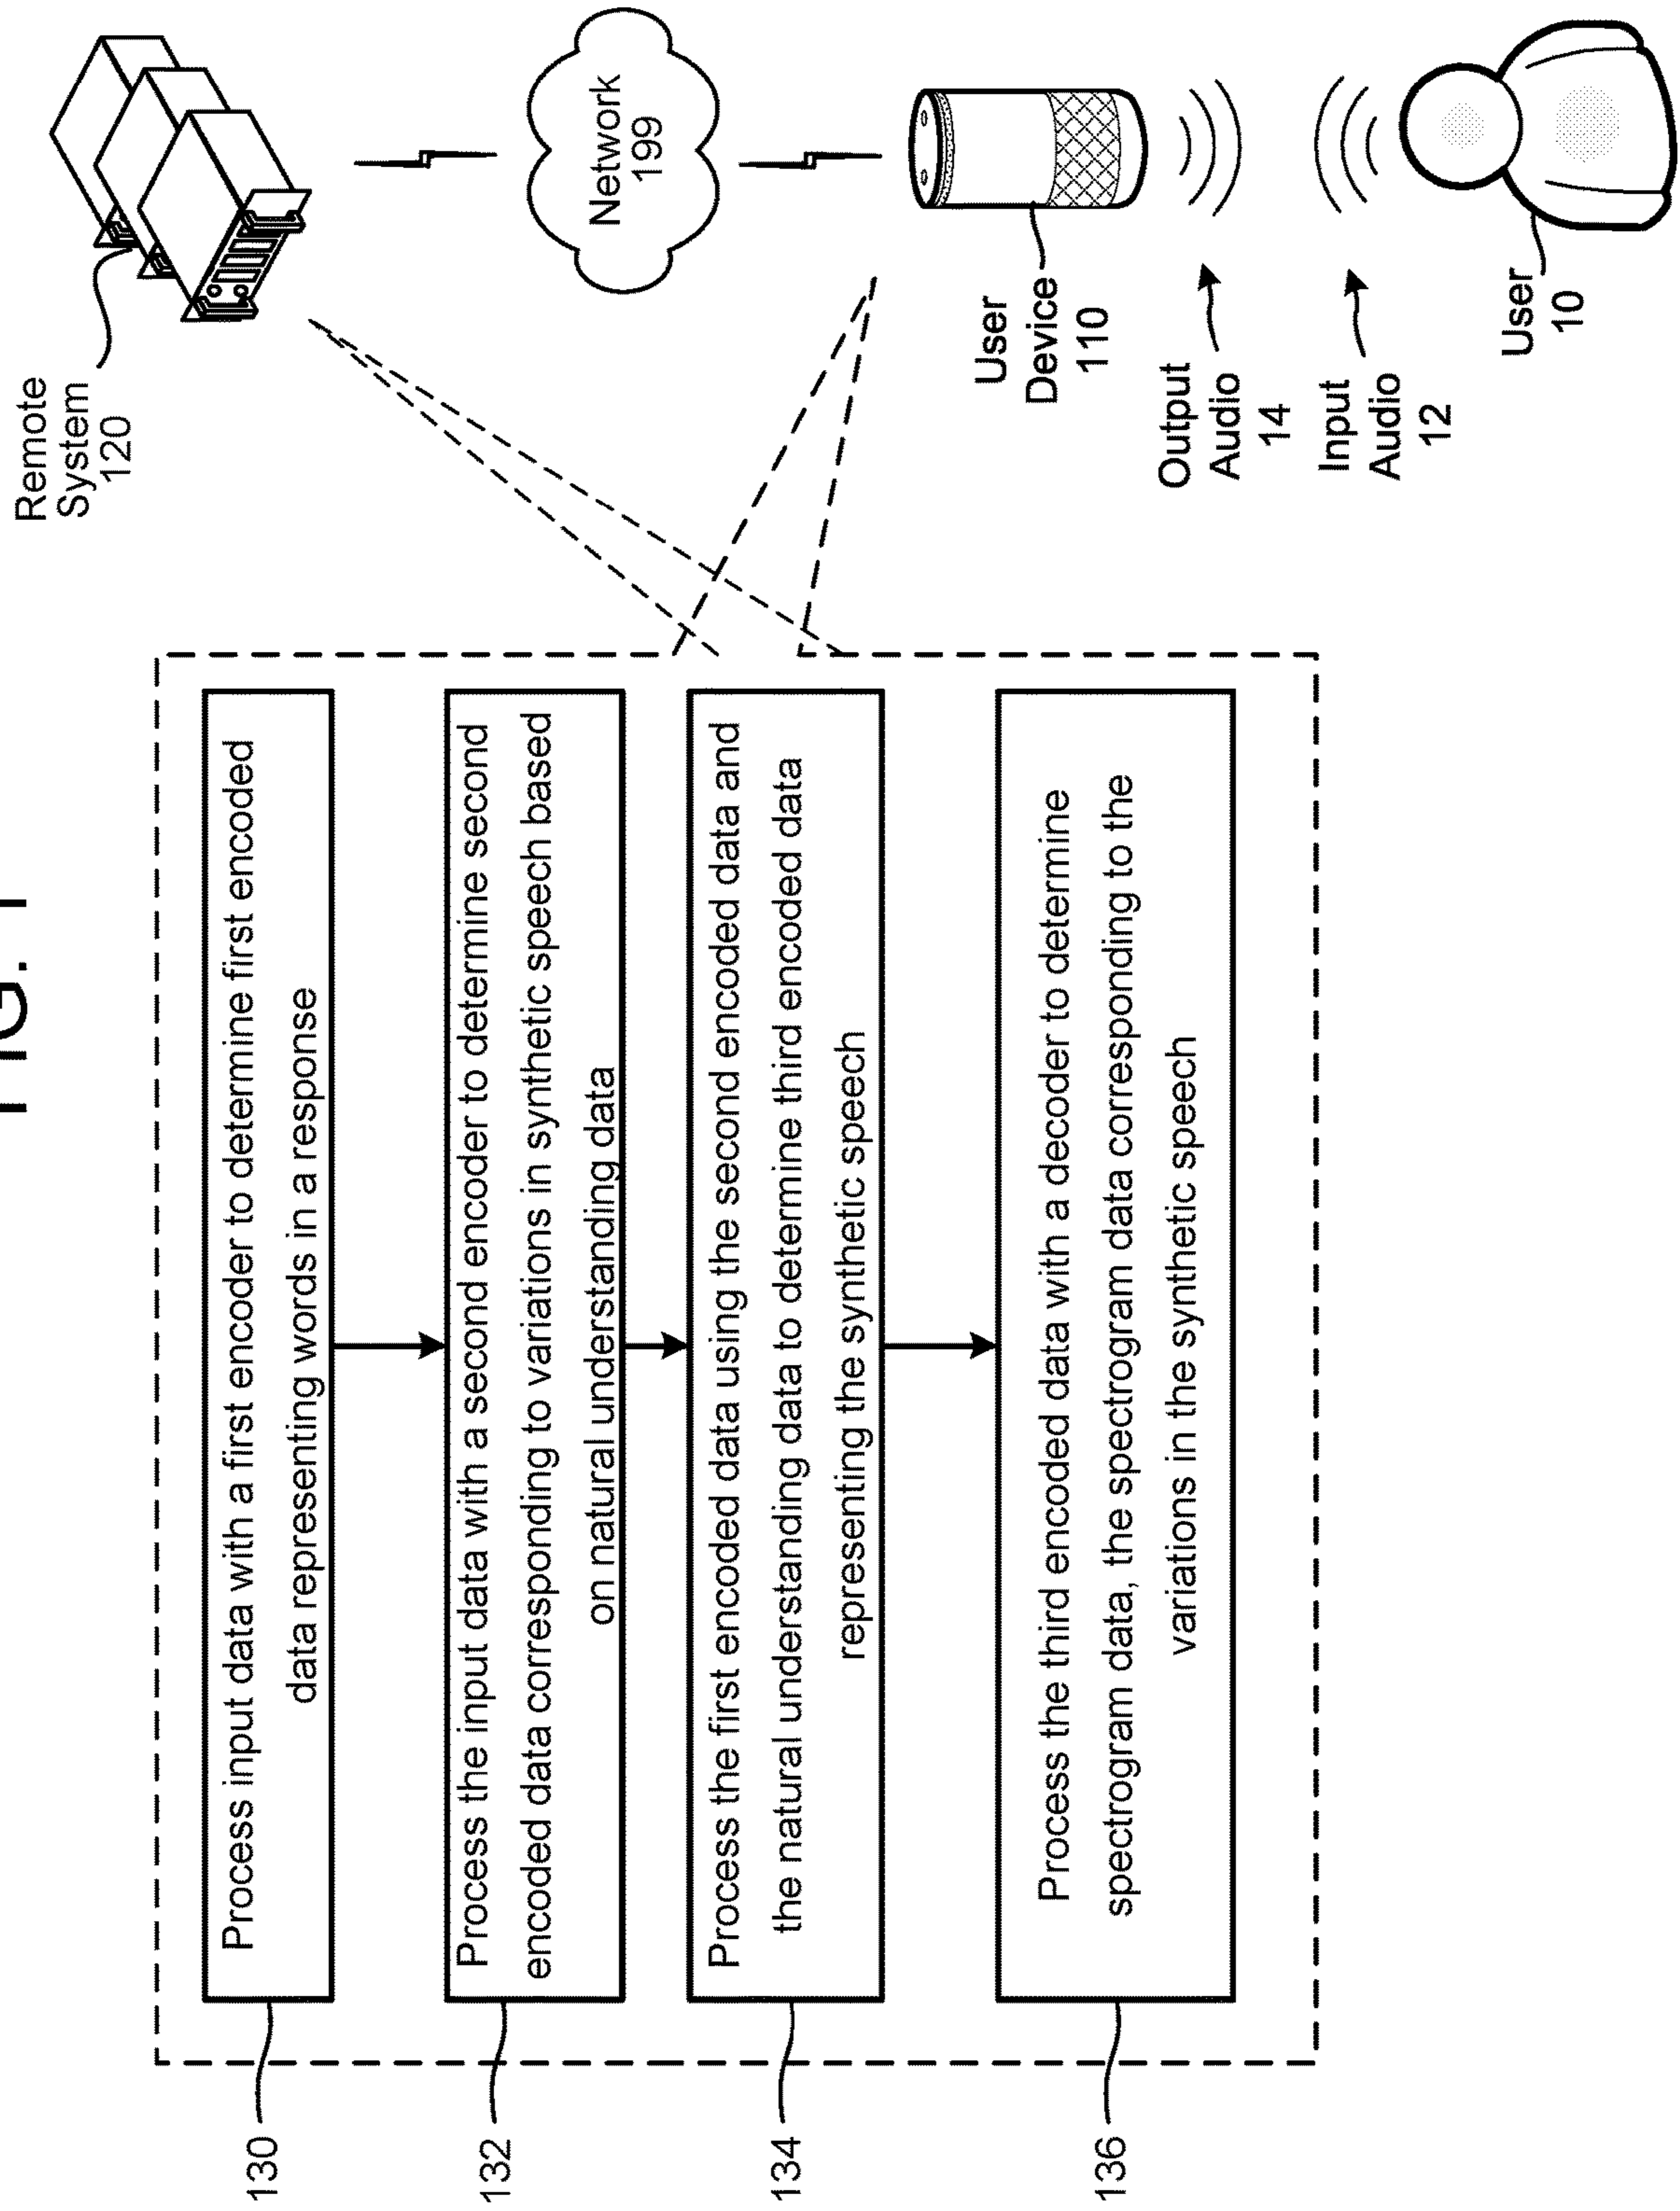 FIG. 1
130
Process input data with a first encoder to determine first encoded
data representing words in a response
132
Process the input data with a second encoder to determine second
encoded data corresponding to variations in synthetic speech based
on natural understanding data
134
Process the first encoded data using the second encoded data and
the natural understanding data to determine third encoded data
representing the synthetic speech
136
Process the third encoded data with a decoder to determine
spectrogram data, the spectrogram data corresponding to the
variations in the synthetic speech
Remote
System
120
Network
199
User
Device
110
Output
Audio
14
Input
Audio
12
User
10